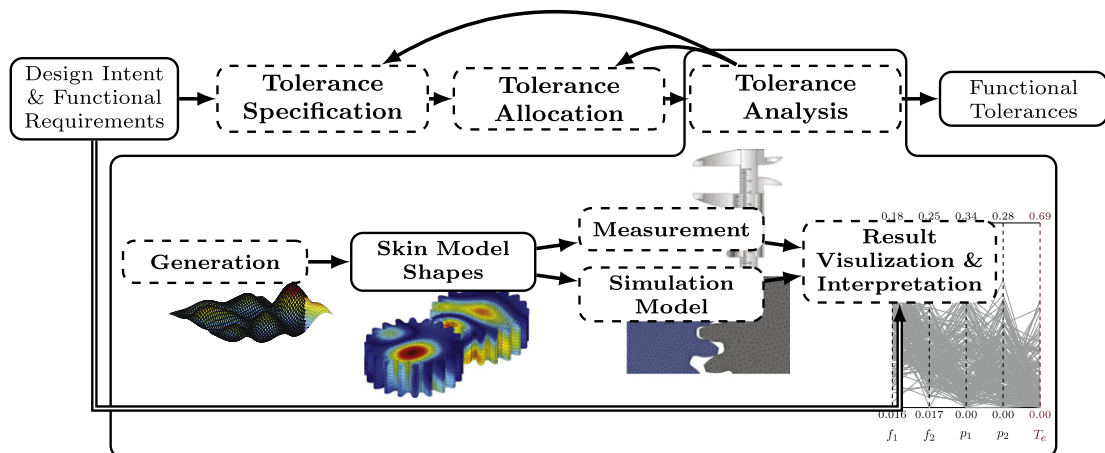 Design Intent
& Functional
Requirements
Tolerance
Specification
Tolerance
Allocation
Tolerance
Analysis
Functional
Tolerances
Generation
Skin Model
Shapes
Measurement
Simulation
Model
Result
Visulization &
Interpretation
0.18 0.25 0.34 0.28 0.69
0.016 0.017 0.00 0.00 0.00
f₁ f₂ p₁ p₂ Tₑ